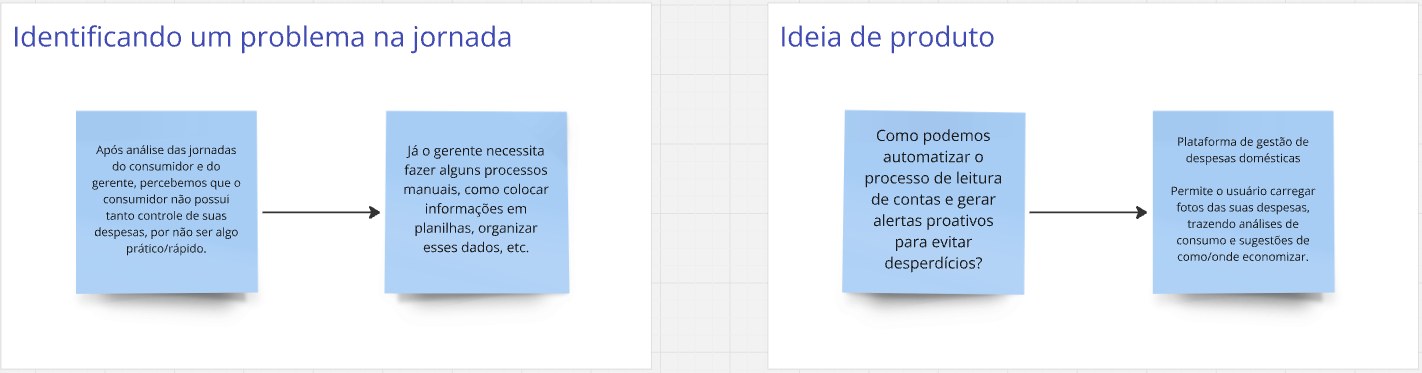 Identificando um problema na jornada
Após análise das jornadas
do consumidor e do
gerente, percebemos que o
consumidor não possui
tanto controle de suas
despesas, por não ser algo
prático/rápido.
Já o gerente necessita
fazer alguns processos
manuais, como colocar
informações em
planilhas, organizar
esses dados, etc.
Ideia de produto
Como podemos
automatizar o
processo de leitura
de contas e gerar
alertas proativos
para evitar
desperdícios?
Plataforma de gestão de
despesas domésticas
Permite o usuário carregar
fotos das suas despesas,
trazendo análises de
consumo e sugestões de
como/onde economizar.